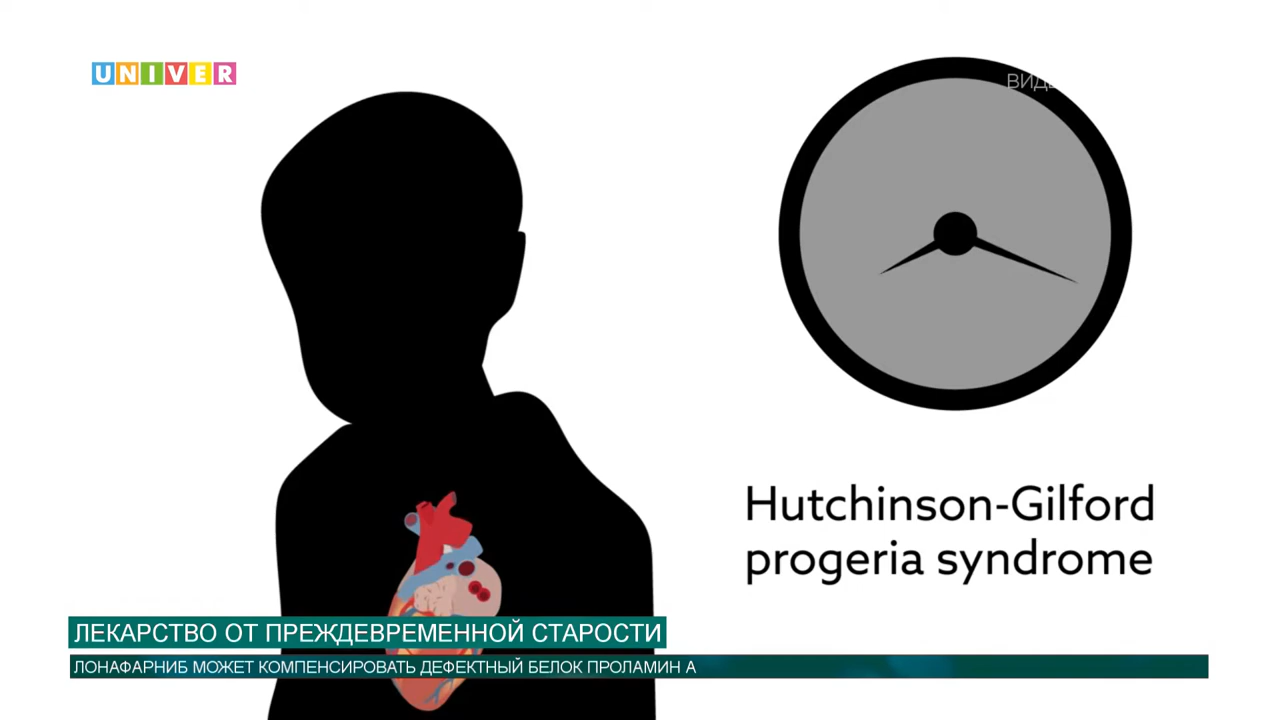 UNIVER
Hutchinson-Gilford
progeria syndrome
ЛЕКАРСТВО ОТ ПРЕЖДЕВРЕМЕННОЙ СТАРОСТИ
ЛОНАФАРНИБ МОЖЕТ КОМПЕНСИРОВАТЬ ДЕФЕКТНЫЙ БЕЛОК ПРОЛАМИН А